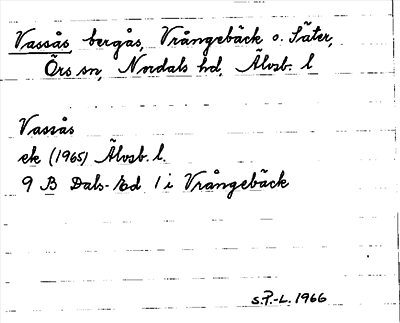 Vassås, bergås, Vrångebäck o. Säter,
Örs sn, Nordals hd, Älvsb. l
Vassås
ek (1965) Älvsb. l.
9 B Dals-Ed 1 i Vrångebäck
S.P.-L. 1966